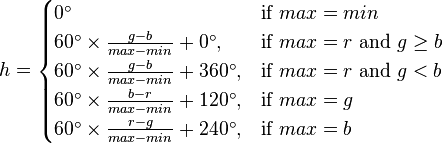 h = { 0° if max = min
60° × (g−b)/(max−min) + 0°, if max = r and g ≥ b
60° × (g−b)/(max−min) + 360°, if max = r and g < b
60° × (b−r)/(max−min) + 120°, if max = g
60° × (r−g)/(max−min) + 240°, if max = b